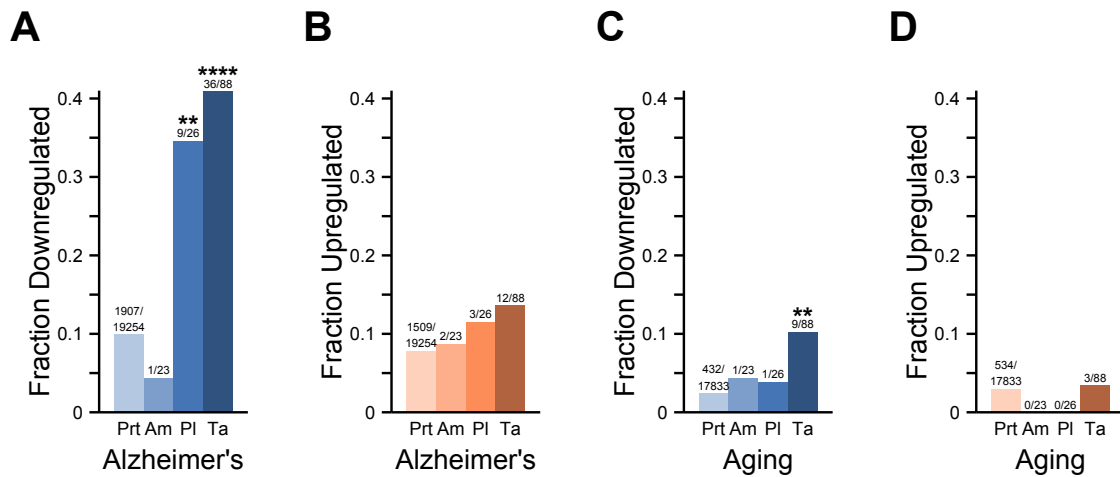 A
Fraction Downregulated
0.4
0.3
0.2
0.1
0
1907/
19254
1/23
**
9/26
****
36/88
Prt Am Pl Ta
Alzheimer's
B
Fraction Upregulated
0.4
0.3
0.2
0.1
0
1509/
19254
2/23
3/26
12/88
Prt Am Pl Ta
Alzheimer's
C
Fraction Downregulated
0.4
0.3
0.2
0.1
0
432/
17833
1/23
1/26
**
9/88
Prt Am Pl Ta
Aging
D
Fraction Upregulated
0.4
0.3
0.2
0.1
0
534/
17833
0/23
0/26
3/88
Prt Am Pl Ta
Aging